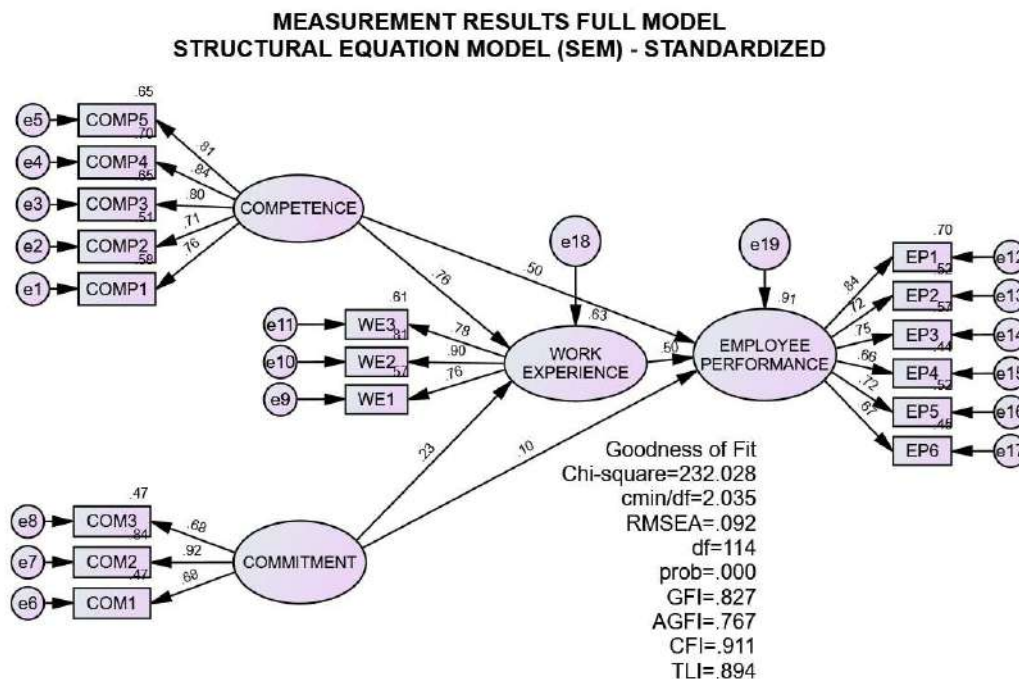 MEASUREMENT RESULTS FULL MODEL
STRUCTURAL EQUATION MODEL (SEM) - STANDARDIZED
.65
e5 COMP5
.70
.81
e4 COMP4
.84
.65
e3 COMP3
.80
.51
e2 COMP2
.71
.58
e1 COMP1
.76
COMPETENCE
.76
.50
e18
.63
e19
.91
.61
e11 WE3
.78
.81
e10 WE2
.90
.57
e9 WE1
.76
WORK
EXPERIENCE
.50
EMPLOYEE
PERFORMANCE
.70
.84
EP1 e12
.52
.72
EP2 e13
.57
.75
EP3 e14
.44
.66
EP4 e15
.52
.72
EP5 e16
.45
.67
EP6 e17
.23
.10
.47
e8 COM3
.68
.84
e7 COM2
.92
.47
e6 COM1
.68
COMMITMENT
Goodness of Fit
Chi-square=232.028
cmin/df=2.035
RMSEA=.092
df=114
prob=.000
GFI=.827
AGFI=.767
CFI=.911
TLI=.894